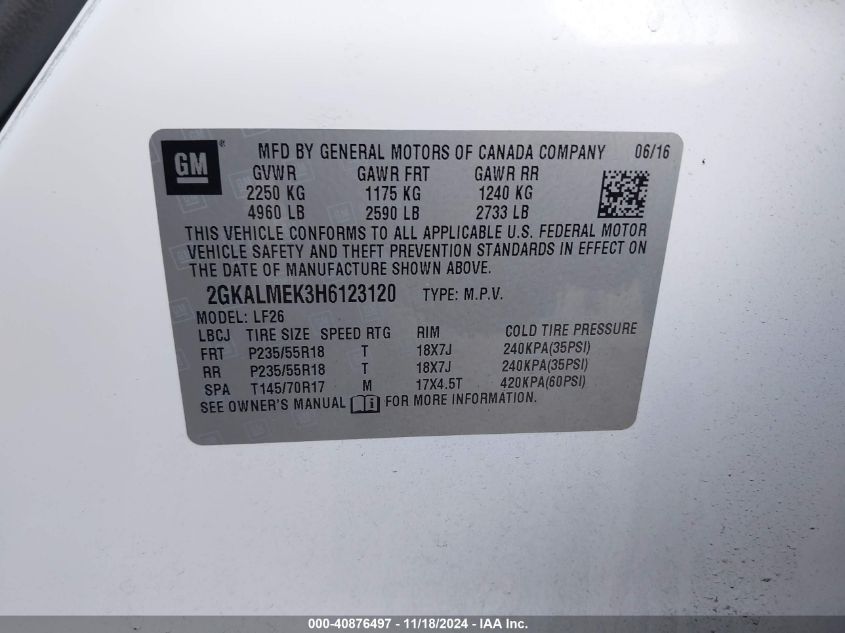 GM ® MFD BY GENERAL MOTORS OF CANADA COMPANY 06/16
GVWR GAWR FRT GAWR RR
2250 KG 1175 KG 1240 KG
4960 LB 2590 LB 2733 LB
THIS VEHICLE CONFORMS TO ALL APPLICABLE U.S. FEDERAL MOTOR
VEHICLE SAFETY AND THEFT PREVENTION STANDARDS IN EFFECT ON
THE DATE OF MANUFACTURE SHOWN ABOVE.
2GKALMEK3H6123120 TYPE: M.P.V.
MODEL: LF26
LBCJ TIRE SIZE SPEED RTG RIM COLD TIRE PRESSURE
FRT P235/55R18 T 18X7J 240KPA(35PSI)
RR P235/55R18 T 18X7J 240KPA(35PSI)
SPA T145/70R17 M 17X4.5T 420KPA(60PSI)
SEE OWNER'S MANUAL i FOR MORE INFORMATION.
000-40876497 - 11/18/2024 - IAA Inc.